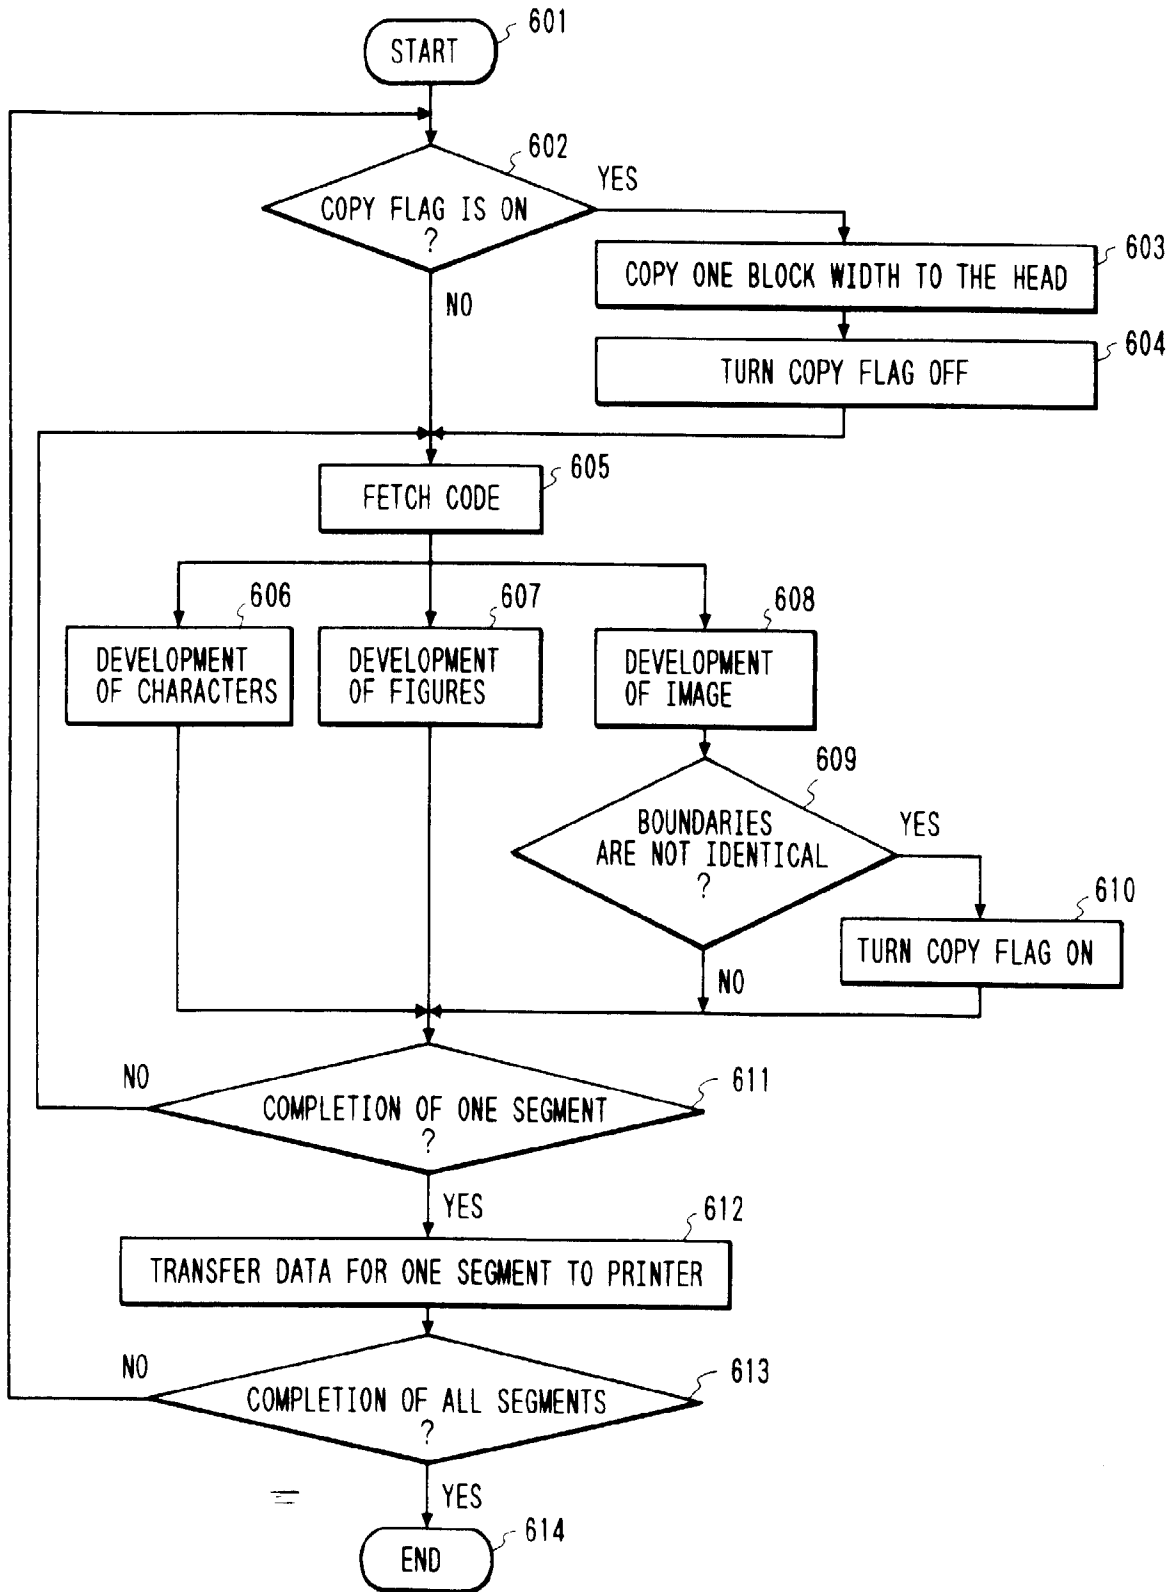 START
601
602
COPY FLAG IS ON
?
YES
NO
603
COPY ONE BLOCK WIDTH TO THE HEAD
604
TURN COPY FLAG OFF
605
FETCH CODE
606
DEVELOPMENT
OF CHARACTERS
607
DEVELOPMENT
OF FIGURES
608
DEVELOPMENT
OF IMAGE
609
BOUNDARIES
ARE NOT IDENTICAL
?
YES
NO
610
TURN COPY FLAG ON
NO
611
COMPLETION OF ONE SEGMENT
?
YES
612
TRANSFER DATA FOR ONE SEGMENT TO PRINTER
NO
613
COMPLETION OF ALL SEGMENTS
?
YES
614
END